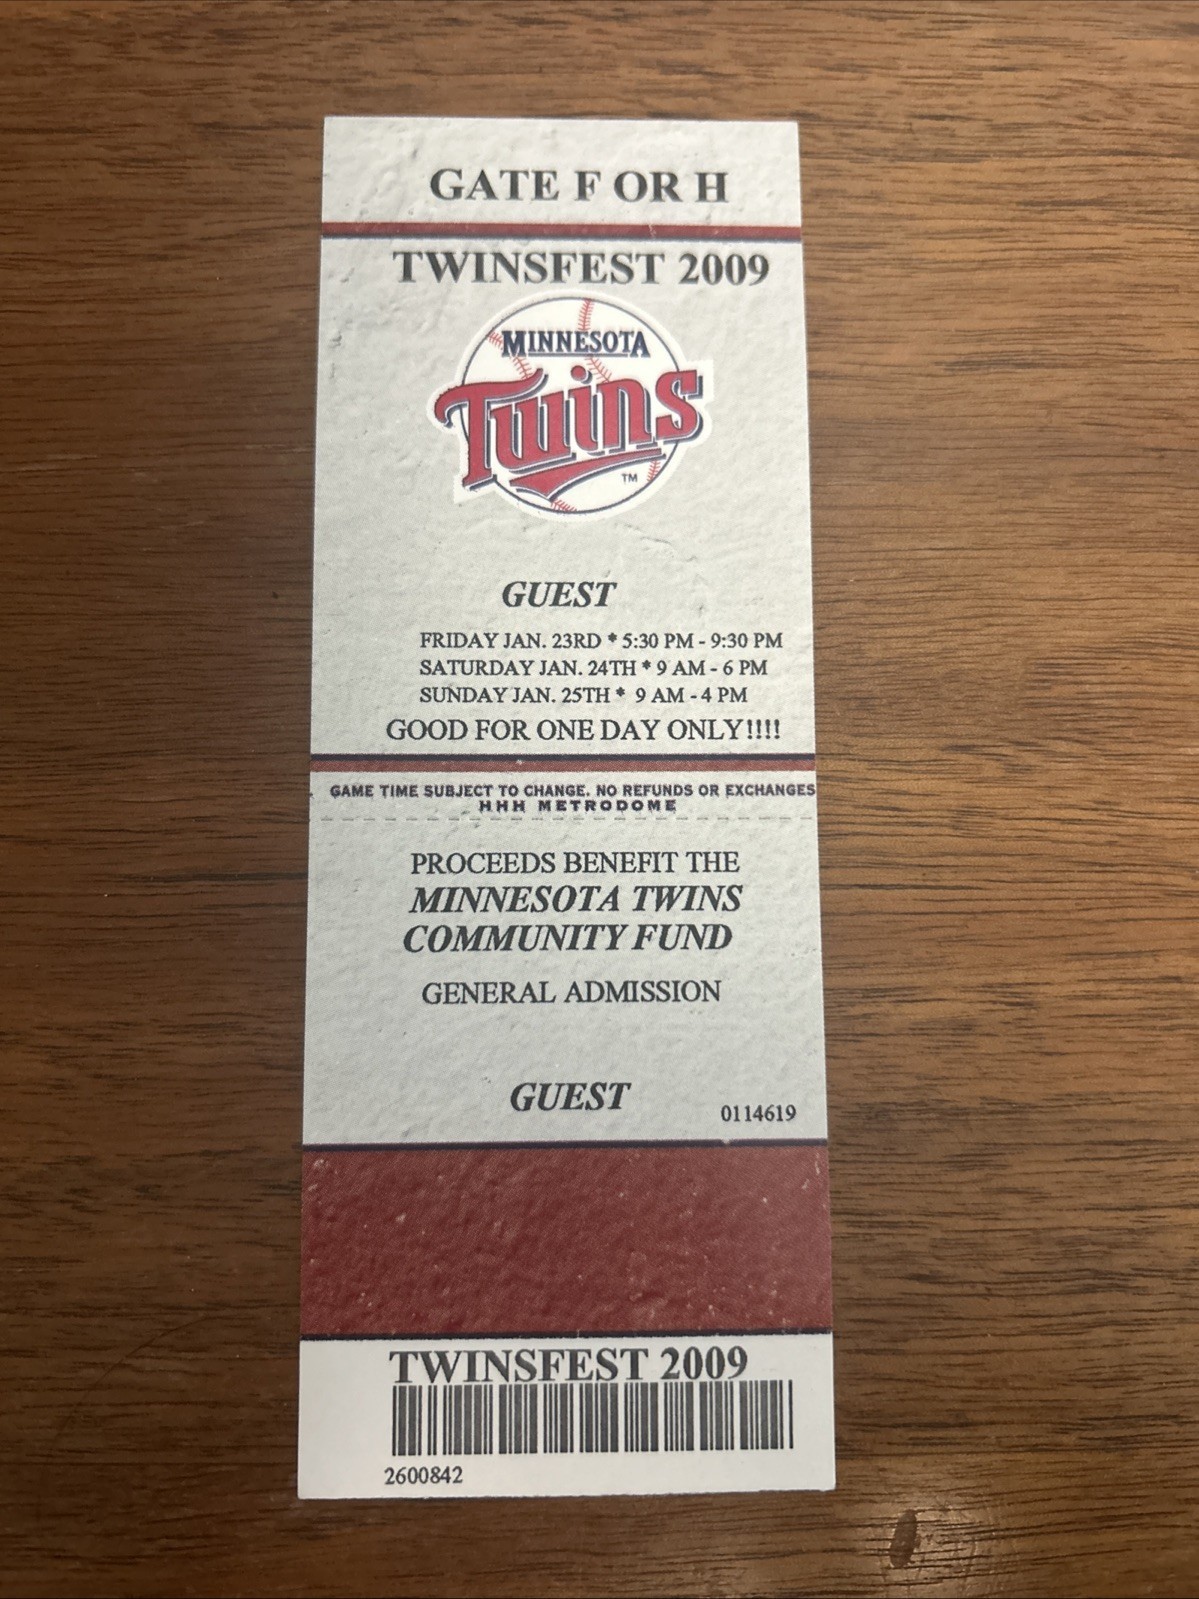 GATE F OR H
TWINSFEST 2009
MINNESOTA
Twins
TM
GUEST
FRIDAY JAN. 23RD * 5:30 PM - 9:30 PM
SATURDAY JAN. 24TH * 9 AM - 6 PM
SUNDAY JAN. 25TH * 9 AM - 4 PM
GOOD FOR ONE DAY ONLY!!!!
GAME TIME SUBJECT TO CHANGE. NO REFUNDS OR EXCHANGES
HHH METRODOME
PROCEEDS BENEFIT THE
MINNESOTA TWINS
COMMUNITY FUND
GENERAL ADMISSION
GUEST
0114619
TWINSFEST 2009
2600842